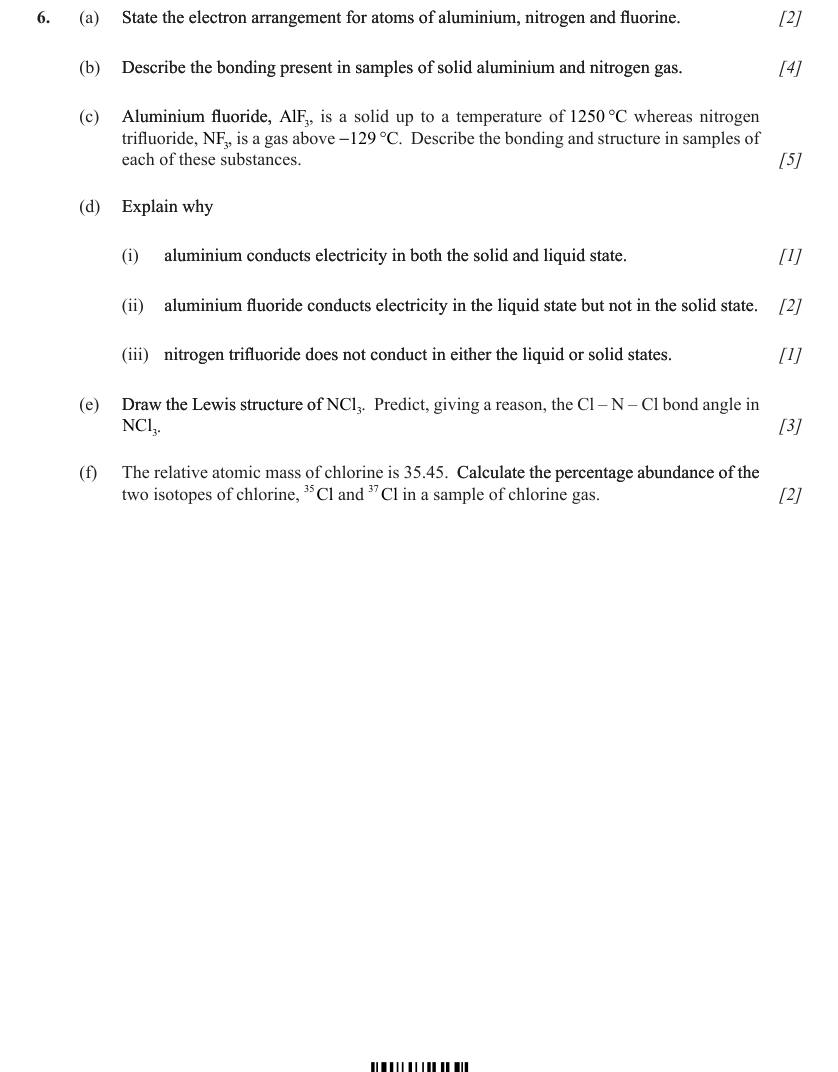 6. (a) State the electron arrangement for atoms of aluminium, nitrogen and fluorine. [2]
(b) Describe the bonding present in samples of solid aluminium and nitrogen gas. [4]
(c) Aluminium fluoride, AlF₃, is a solid up to a temperature of 1250 °C whereas nitrogen
trifluoride, NF₃, is a gas above −129 °C. Describe the bonding and structure in samples of
each of these substances. [5]
(d) Explain why
(i) aluminium conducts electricity in both the solid and liquid state. [1]
(ii) aluminium fluoride conducts electricity in the liquid state but not in the solid state. [2]
(iii) nitrogen trifluoride does not conduct in either the liquid or solid states. [1]
(e) Draw the Lewis structure of NCl₃. Predict, giving a reason, the Cl – N – Cl bond angle in
NCl₃. [3]
(f) The relative atomic mass of chlorine is 35.45. Calculate the percentage abundance of the
two isotopes of chlorine, ³⁵Cl and ³⁷Cl in a sample of chlorine gas. [2]